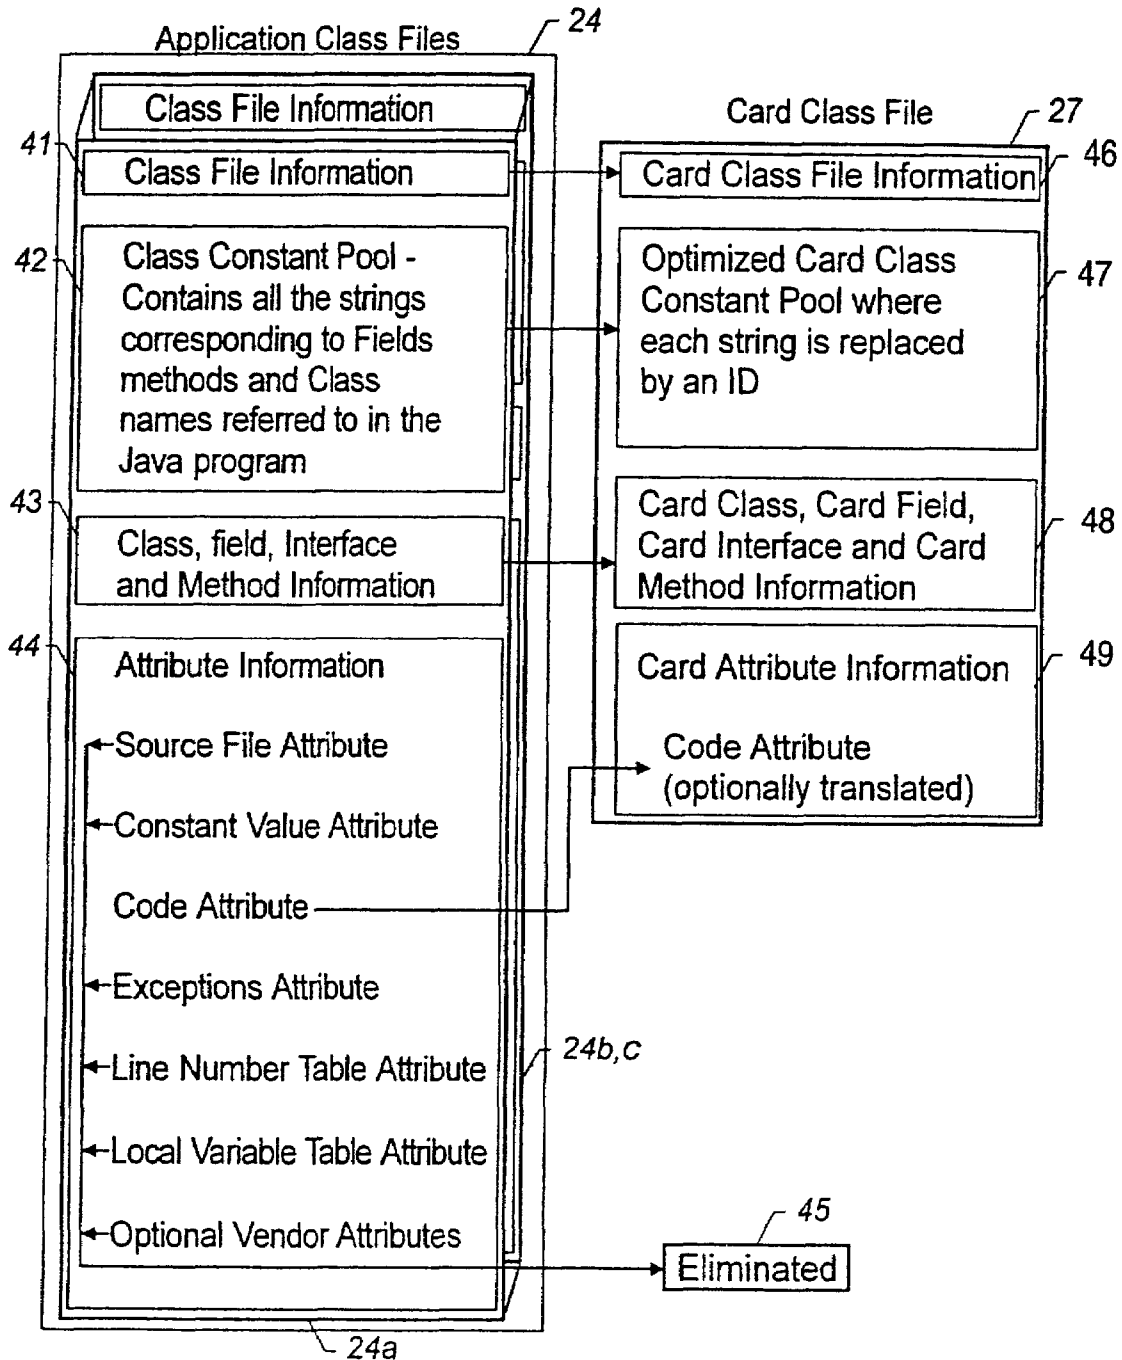 Application Class Files
24
Class File Information
41
Class File Information
42
Class Constant Pool -
Contains all the strings
corresponding to Fields
methods and Class
names referred to in the
Java program
43
Class, field, Interface
and Method Information
44
Attribute Information
Source File Attribute
Constant Value Attribute
Code Attribute
Exceptions Attribute
Line Number Table Attribute
Local Variable Table Attribute
Optional Vendor Attributes
24a
24b,c
Card Class File
27
Card Class File Information
46
Optimized Card Class
Constant Pool where
each string is replaced
by an ID
47
Card Class, Card Field,
Card Interface and Card
Method Information
48
Card Attribute Information
49
Code Attribute
(optionally translated)
45
Eliminated